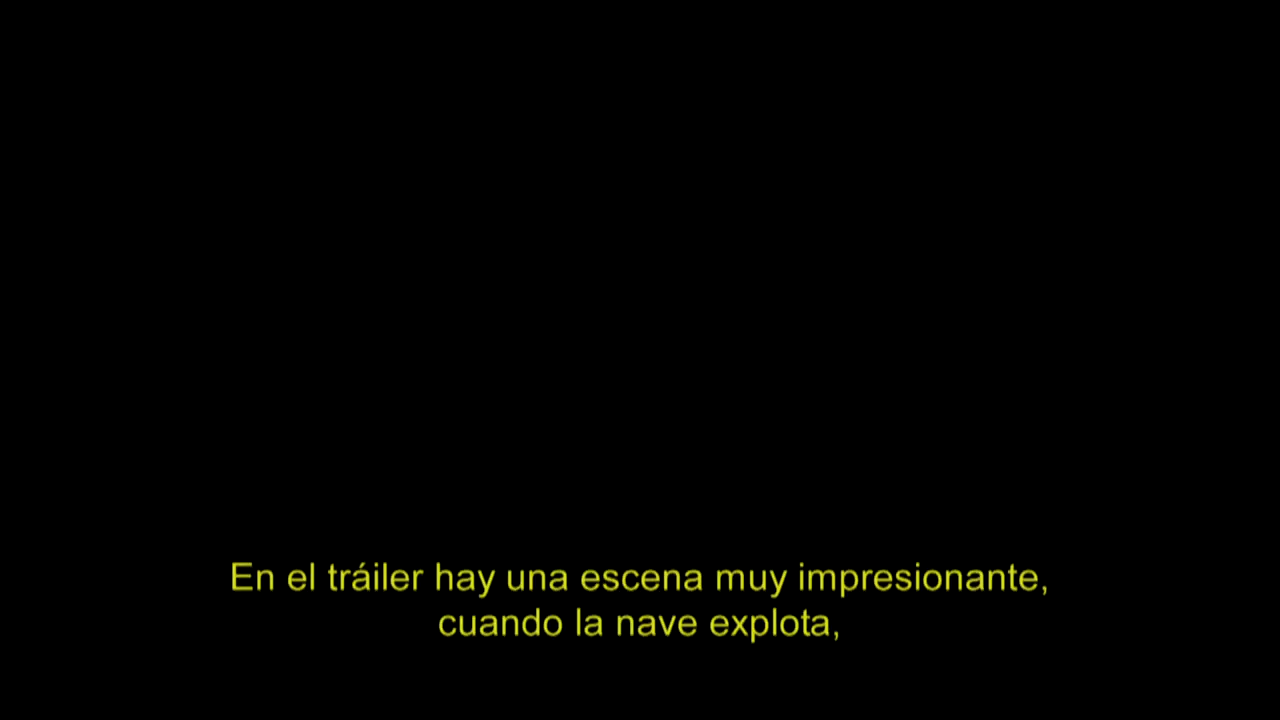 En el tráiler hay una escena muy impresionante,
cuando la nave explota,